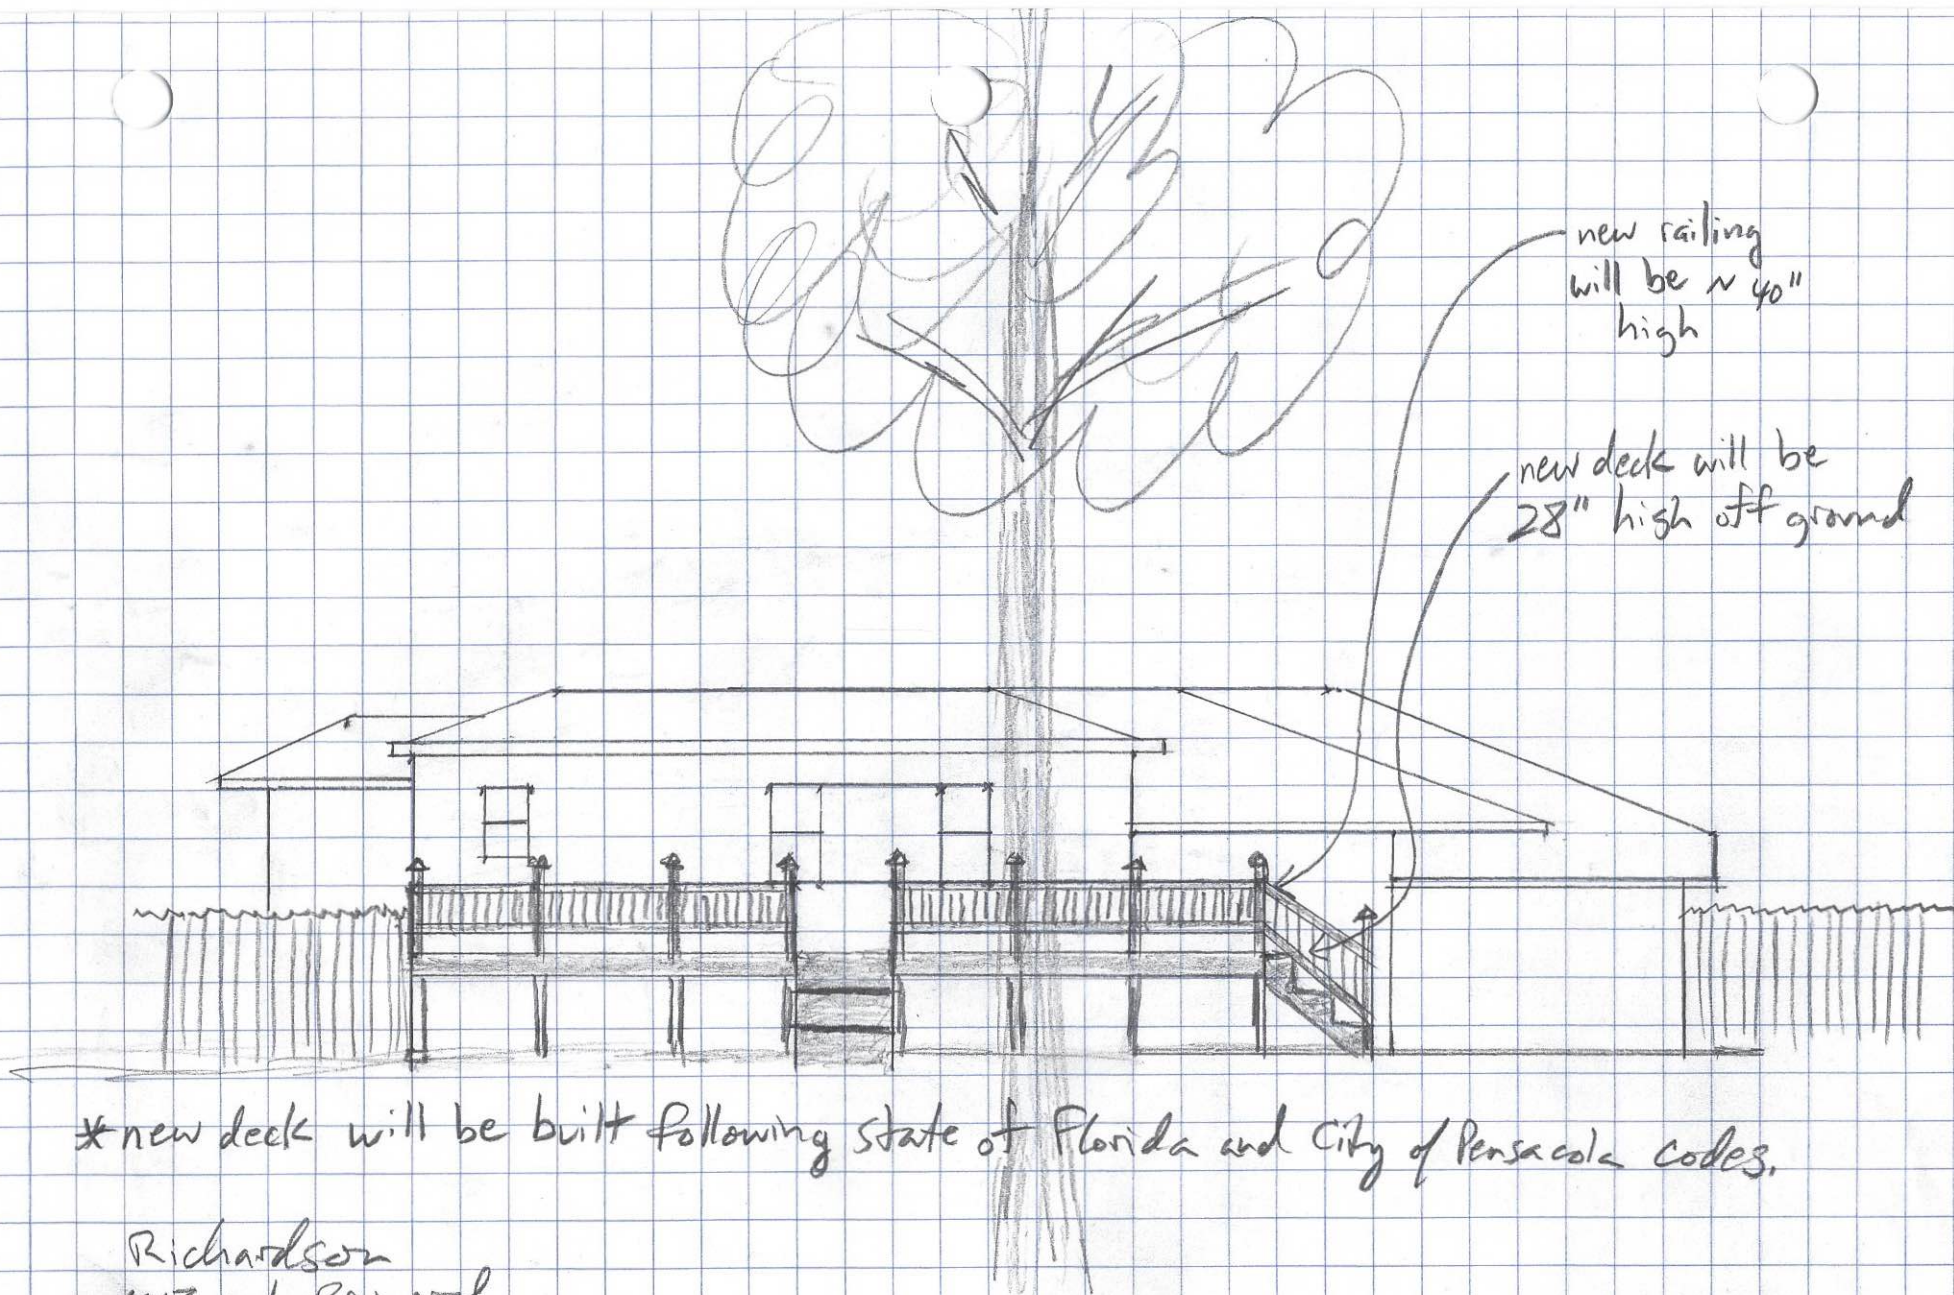 new railing
will be ~ 40"
high
new deck will be
28" high off ground
*new deck will be built following state of Florida and City of Pensacola codes.
Richardson